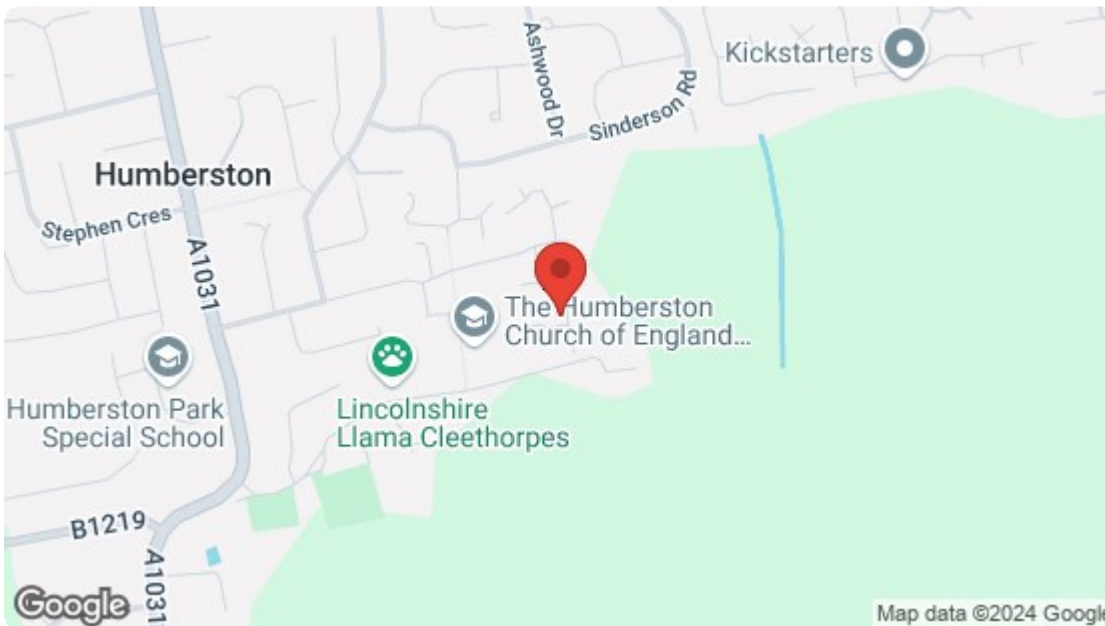 Kickstarters
Ashwood Dr
Sinderson Rd
Humberston
Stephen Cres
A1031
The Humberston
Church of England...
Humberston Park
Special School
Lincolnshire
Llama Cleethorpes
B1219
A1031
Google
Map data ©2024 Google